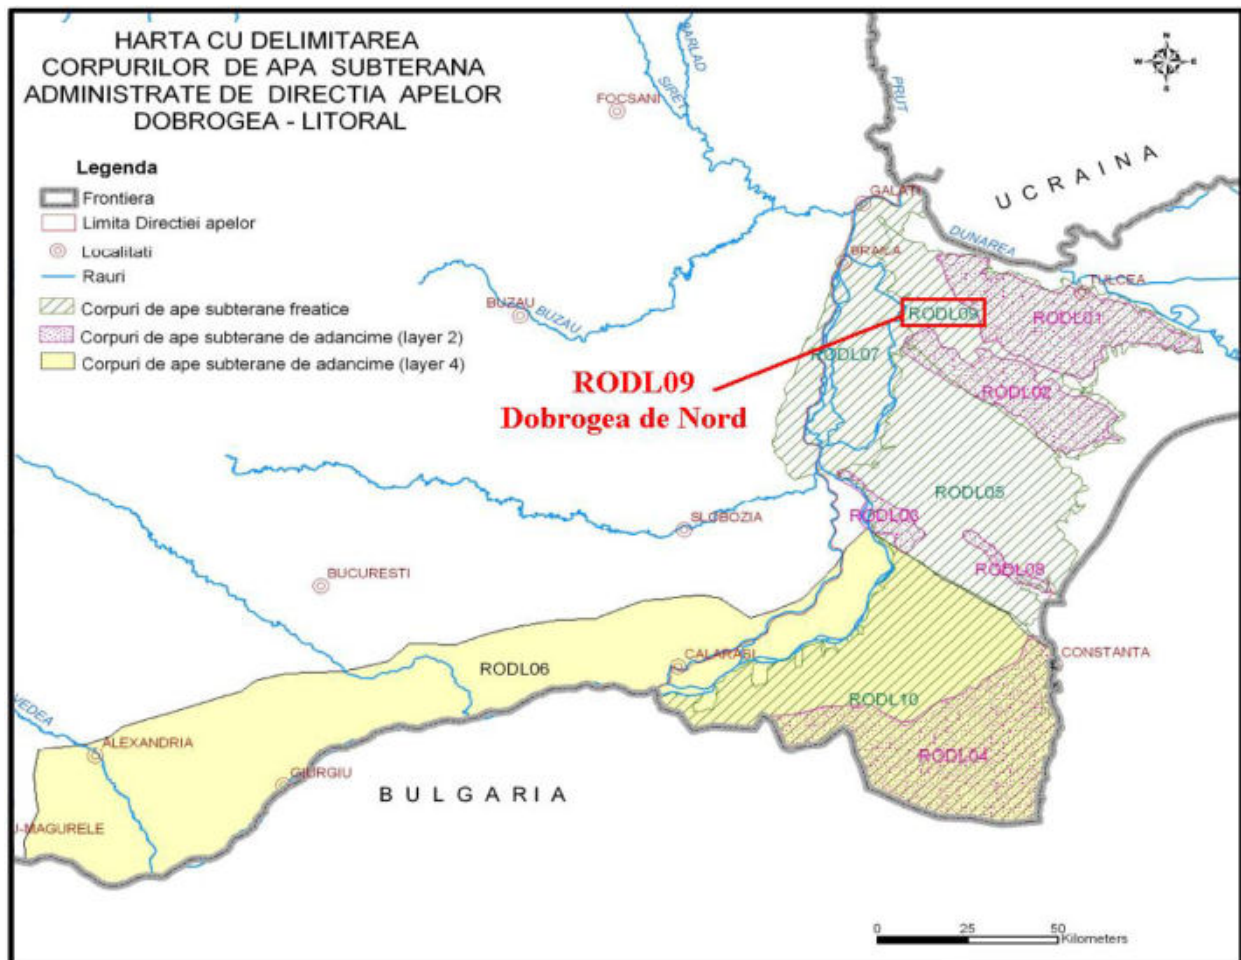 HARTA CU DELIMITAREA
CORPURILOR DE APA SUBTERANA
ADMINISTRATE DE DIRECTIA APELOR
DOBROGEA - LITORAL
Legenda
Frontiera
Limita Directiei apelor
Localitati
Rauri
Corpuri de ape subterane freatice
Corpuri de ape subterane de adancime (layer 2)
Corpuri de ape subterane de adancime (layer 4)
N
W
E
S
BARLAD
SIRET
PRUT
FOCSANI
UCRAINA
GALATI
DUNAREA
BRAILA
TULCEA
BUZAU
BUZAU
RODL09
RODL01
RODL07
RODL09
Dobrogea de Nord
RODL02
RODL05
SLOBOZIA
RODL03
RODL08
BUCURESTI
CONSTANTA
CALARASI
RODL06
RODL10
VEDEA
ALEXANDRIA
RODL04
GIURGIU
BULGARIA
U-MAGURELE
0 25 50
Kilometers